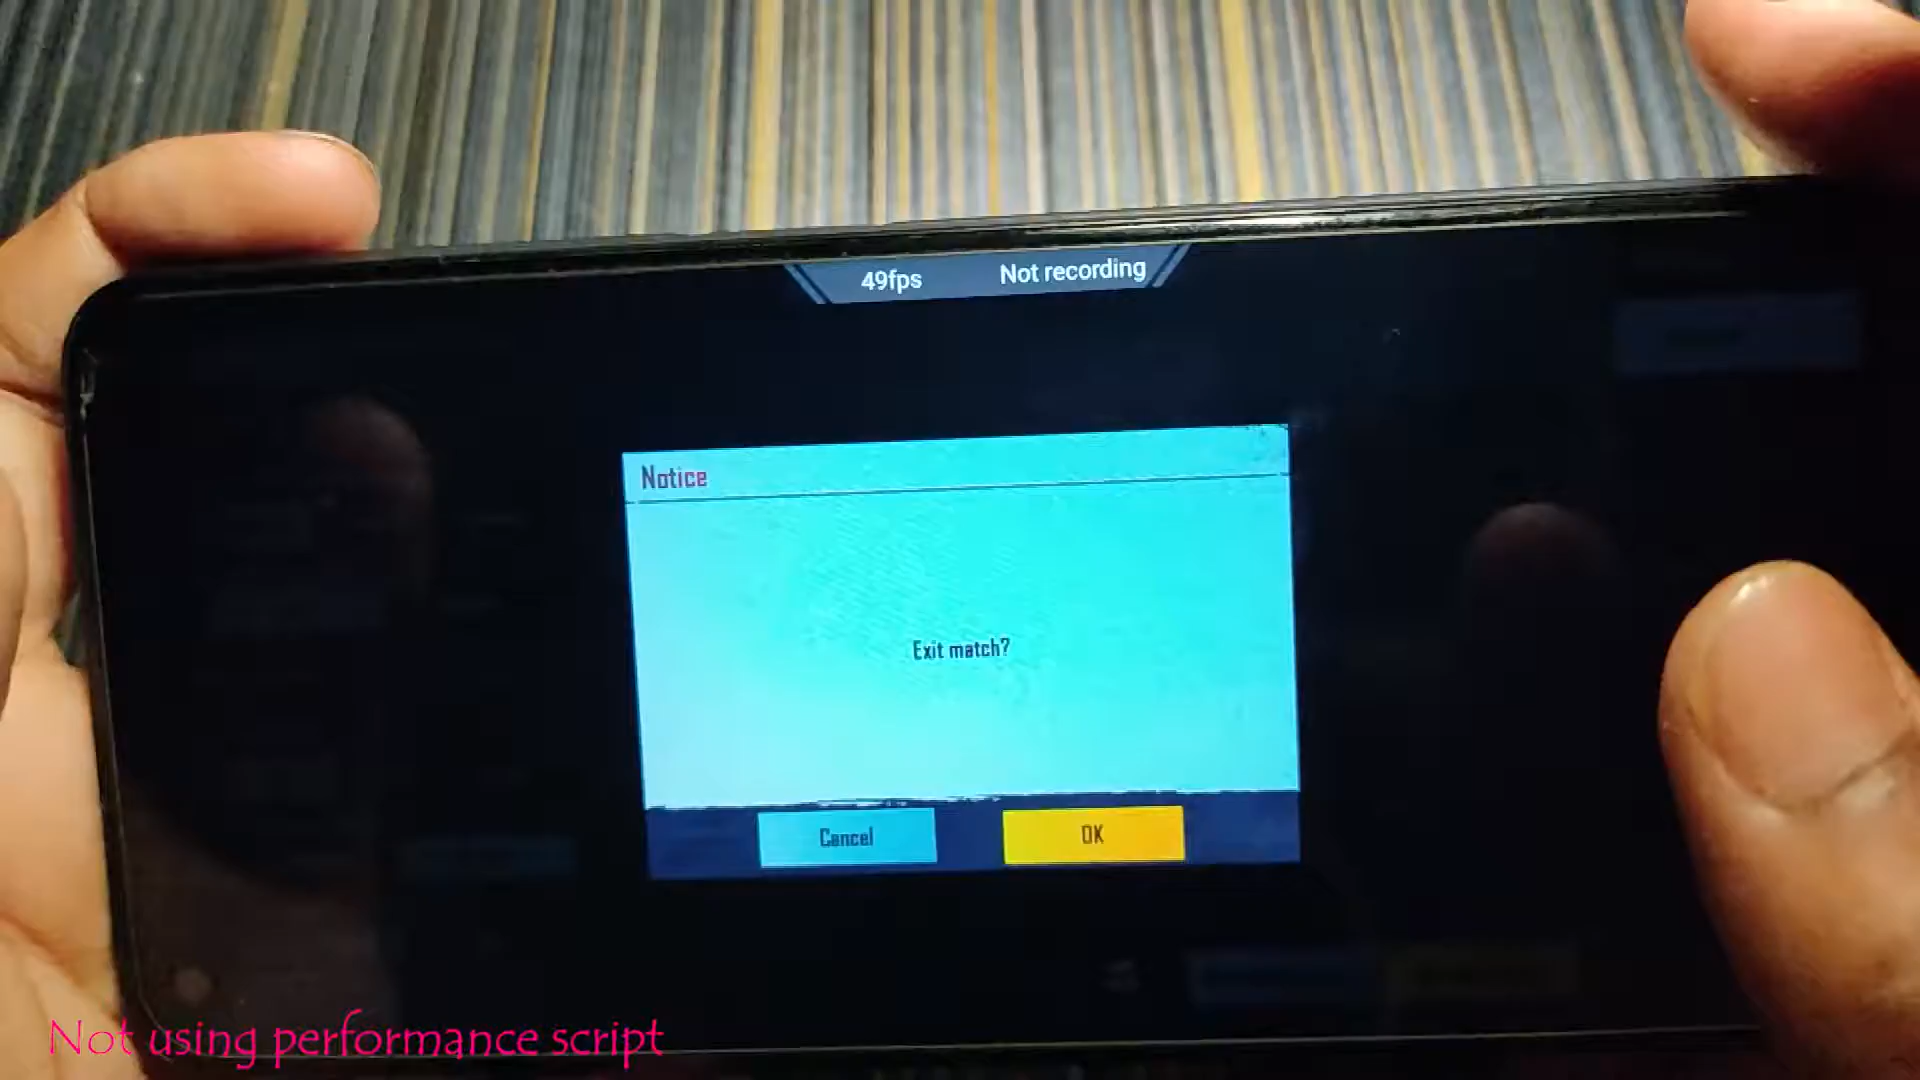 49fps Not recording
Notice
Exit match?
Cancel OK
Not using performance script